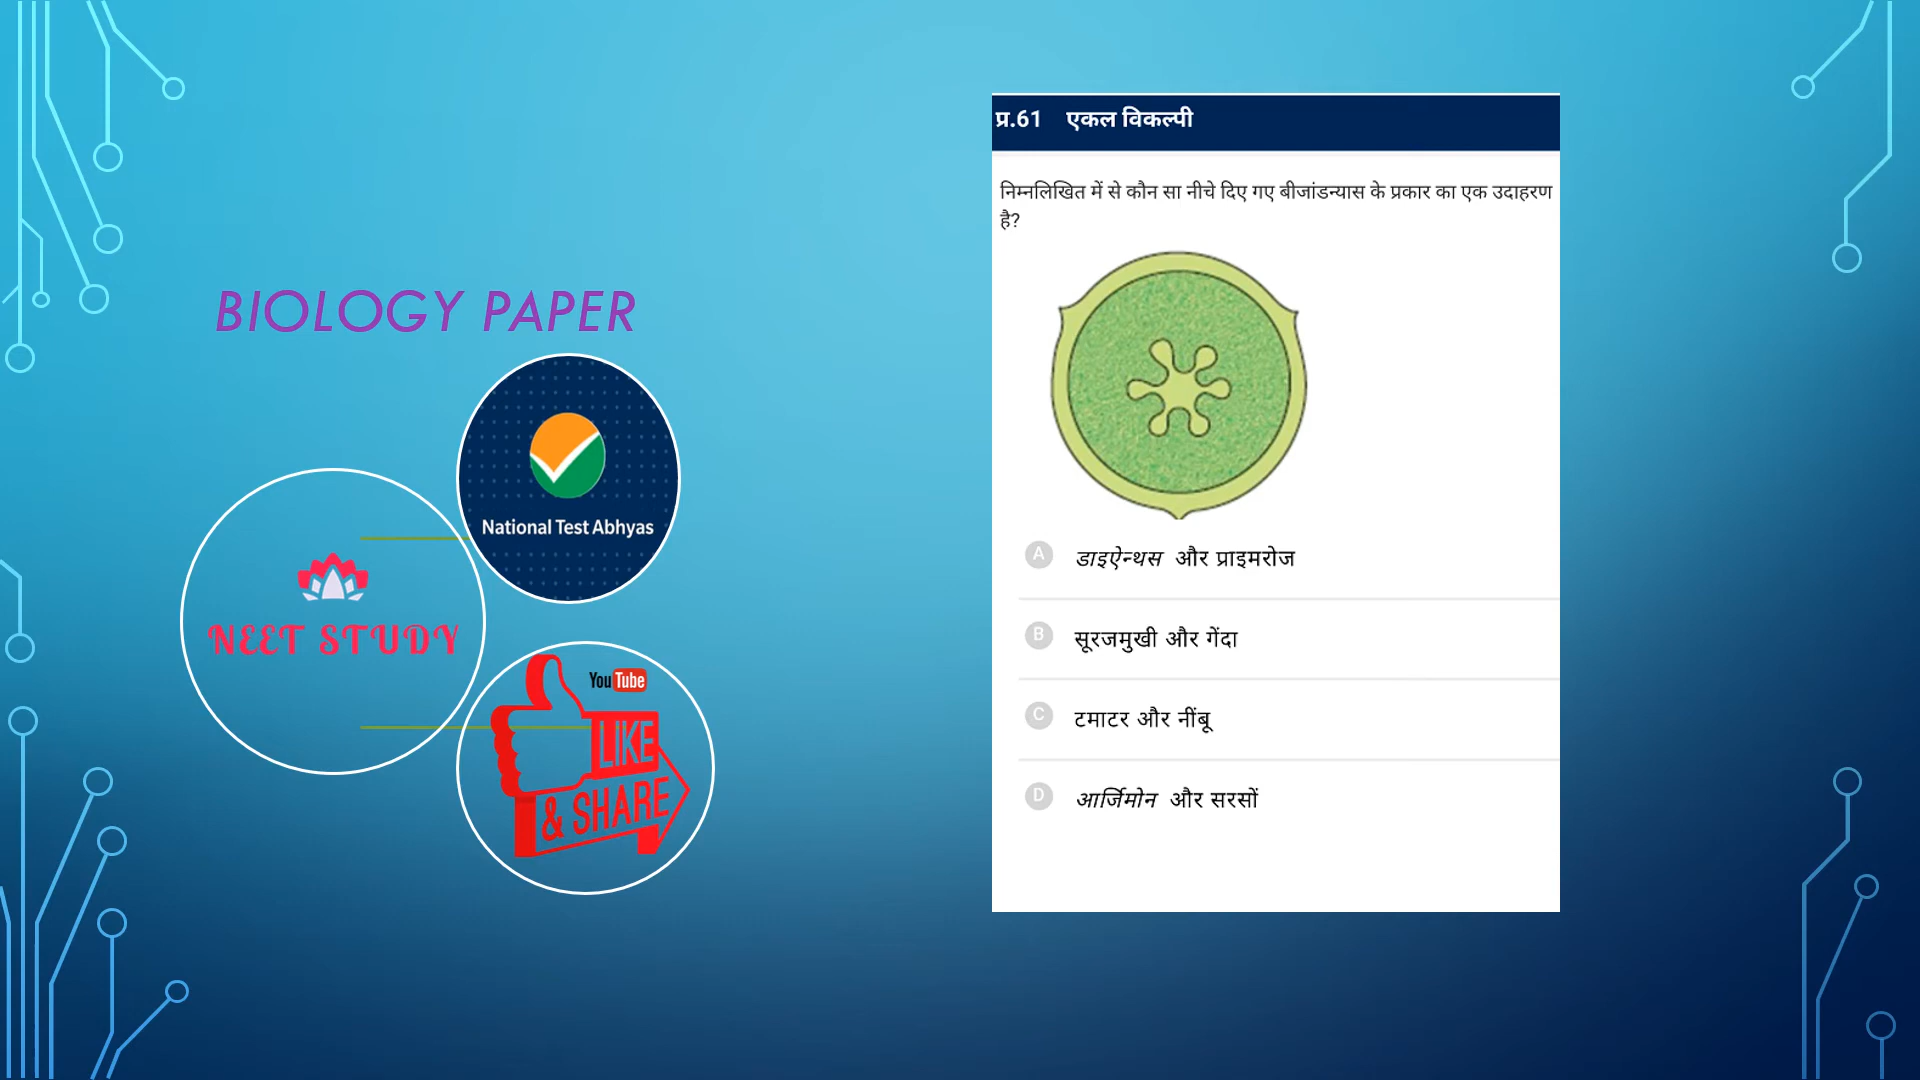 BIOLOGY PAPER
National Test Abhyas
NEET STUDY
YouTube
LIKE
& SHARE
प्र.61 एकल विकल्पी
निम्नलिखित में से कौन सा नीचे दिए गए बीजांडन्यास के प्रकार का एक उदाहरण
है?
A डाइऐन्थस और प्राइमरोज
B सूरजमुखी और गेंदा
C टमाटर और नींबू
D आर्जिमोन और सरसों